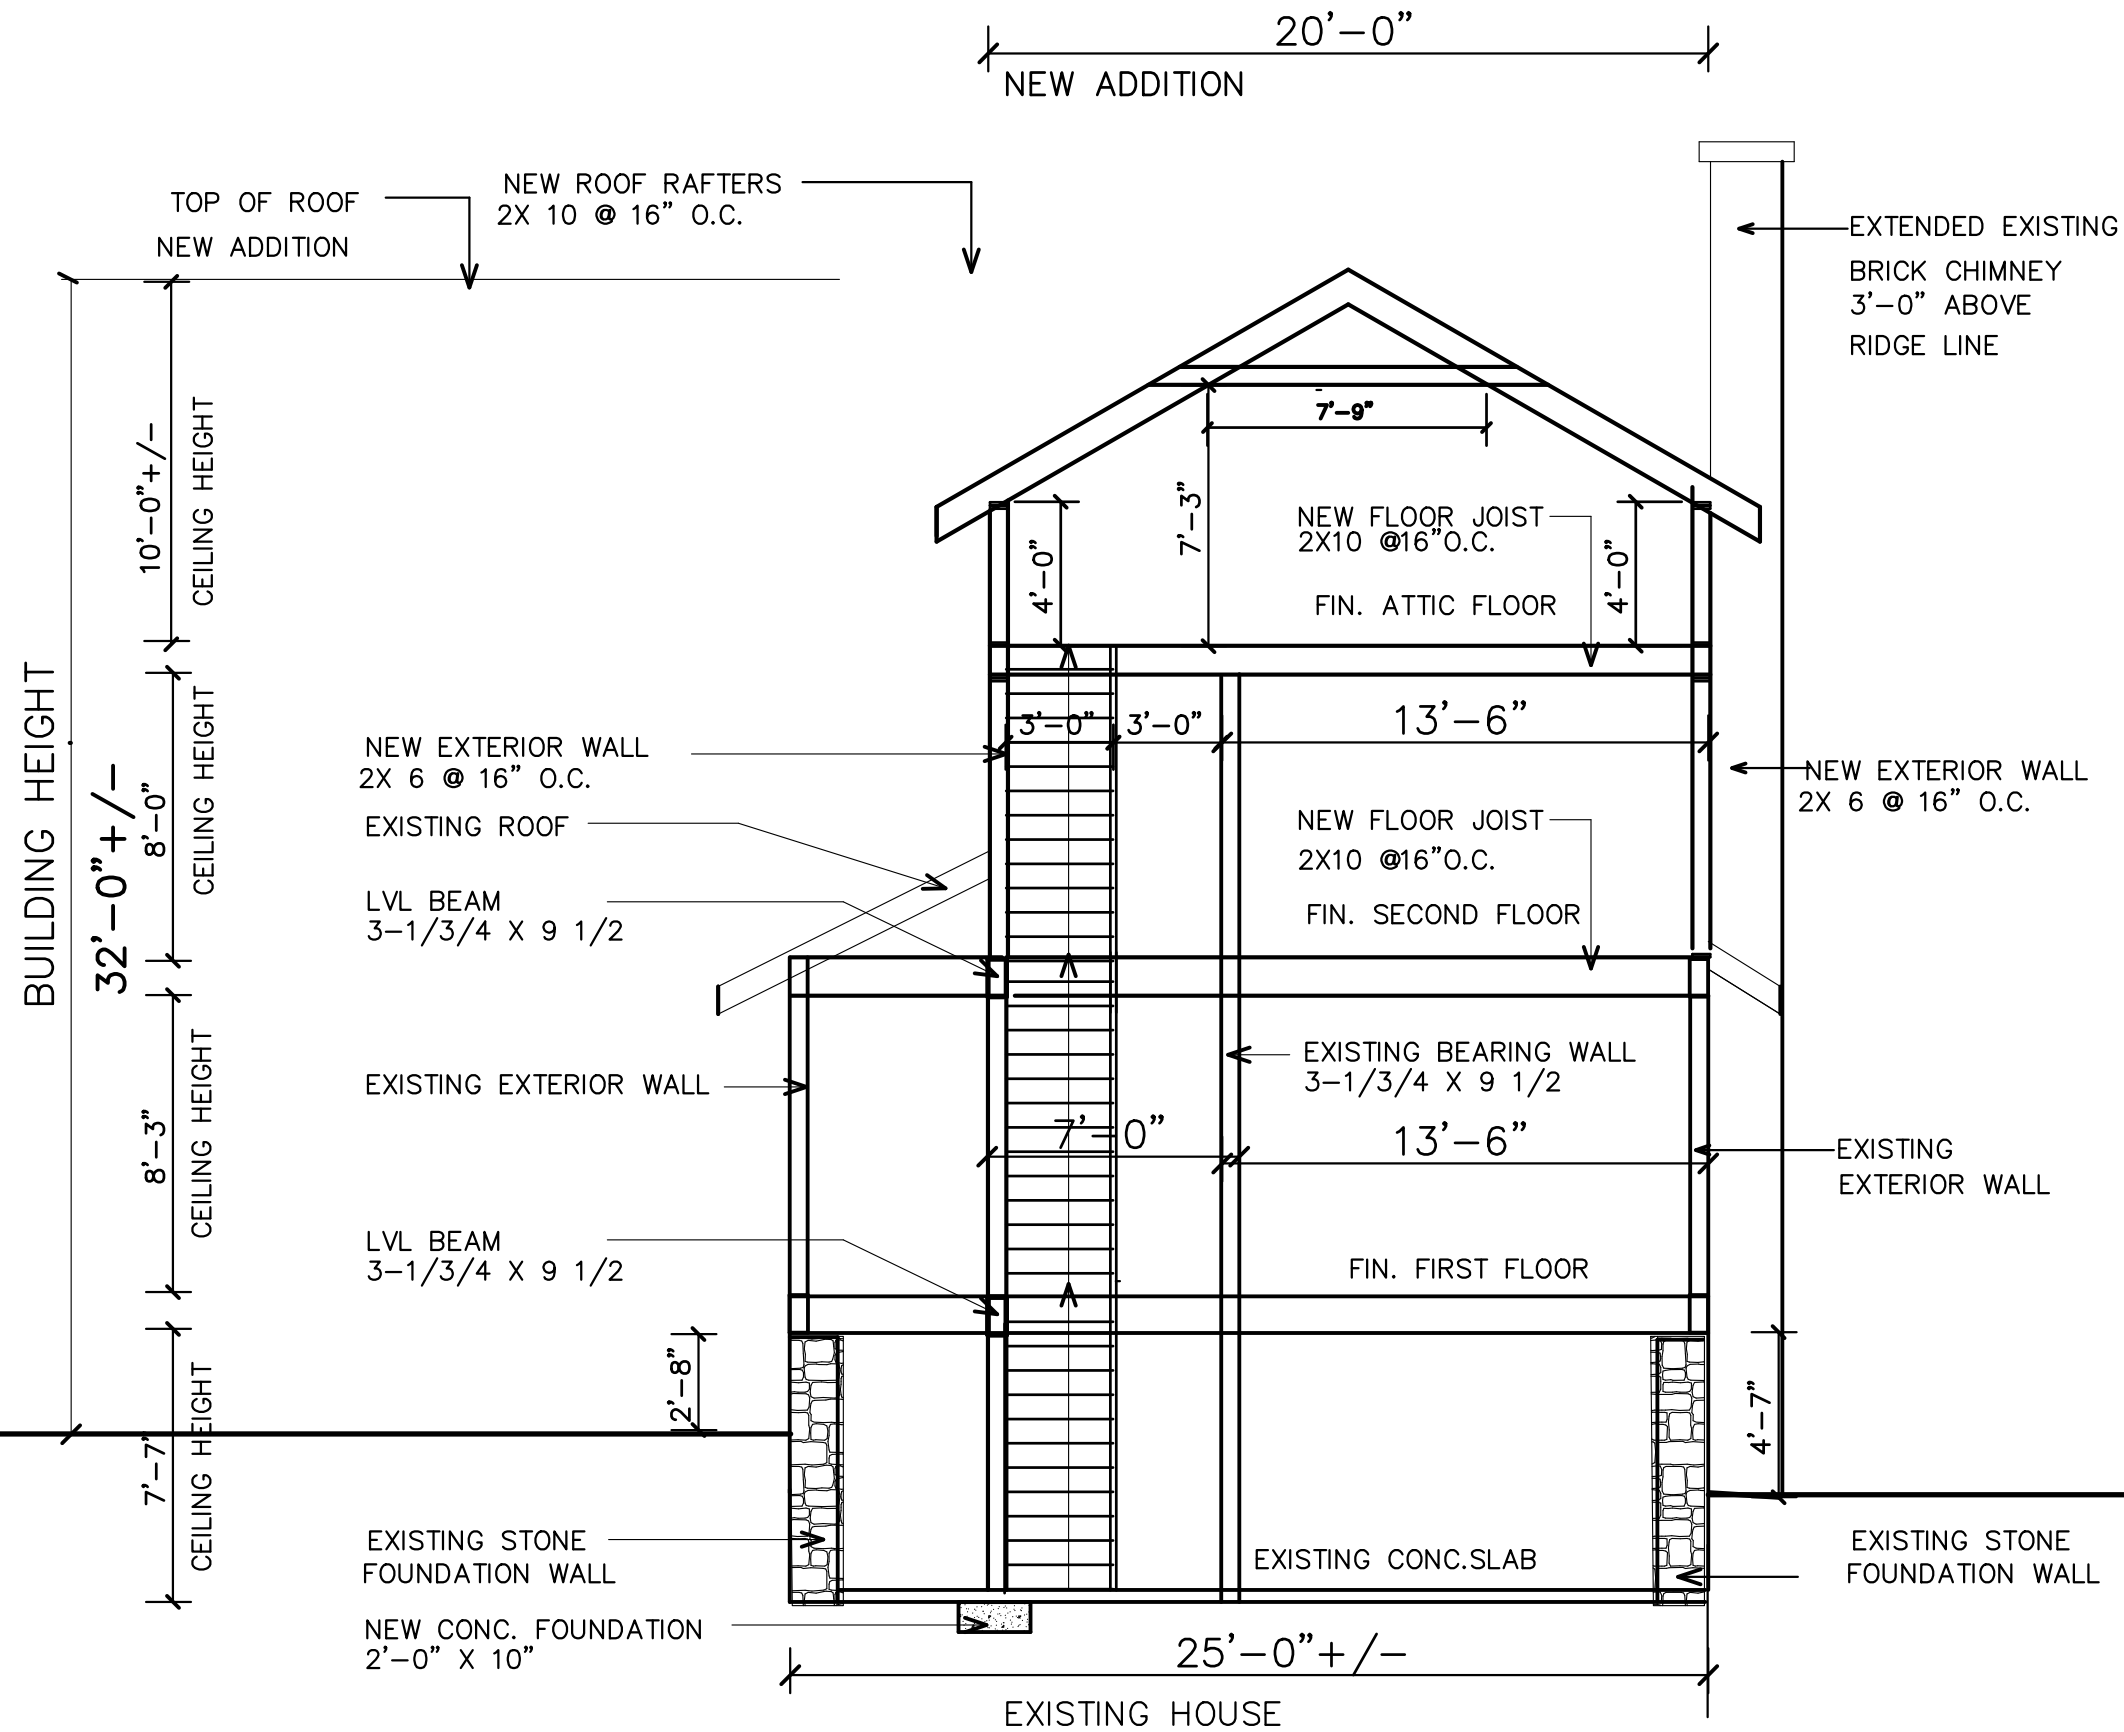 20'-0"
NEW ADDITION
TOP OF ROOF
NEW ADDITION
NEW ROOF RAFTERS
2X 10 @ 16" O.C.
EXTENDED EXISTING
BRICK CHIMNEY
3'-0" ABOVE
RIDGE LINE
BUILDING HEIGHT
32'-0"+/-
10'-0"+/-
CEILING HEIGHT
8'-0"
CEILING HEIGHT
8'-3"
CEILING HEIGHT
7'-7"
CEILING HEIGHT
7'-9"
7'-3"
4'-0"
4'-0"
NEW FLOOR JOIST
2X10 @16"O.C.
FIN. ATTIC FLOOR
3'-0"
3'-0"
13'-6"
NEW EXTERIOR WALL
2X 6 @ 16" O.C.
NEW EXTERIOR WALL
2X 6 @ 16" O.C.
EXISTING ROOF
NEW FLOOR JOIST
2X10 @16"O.C.
LVL BEAM
3-1/3/4 X 9 1/2
FIN. SECOND FLOOR
EXISTING EXTERIOR WALL
EXISTING BEARING WALL
3-1/3/4 X 9 1/2
7'-0"
13'-6"
EXISTING
EXTERIOR WALL
LVL BEAM
3-1/3/4 X 9 1/2
FIN. FIRST FLOOR
2'-8"
4'-7"
EXISTING STONE
FOUNDATION WALL
EXISTING CONC.SLAB
EXISTING STONE
FOUNDATION WALL
NEW CONC. FOUNDATION
2'-0" X 10"
25'-0"+/-
EXISTING HOUSE